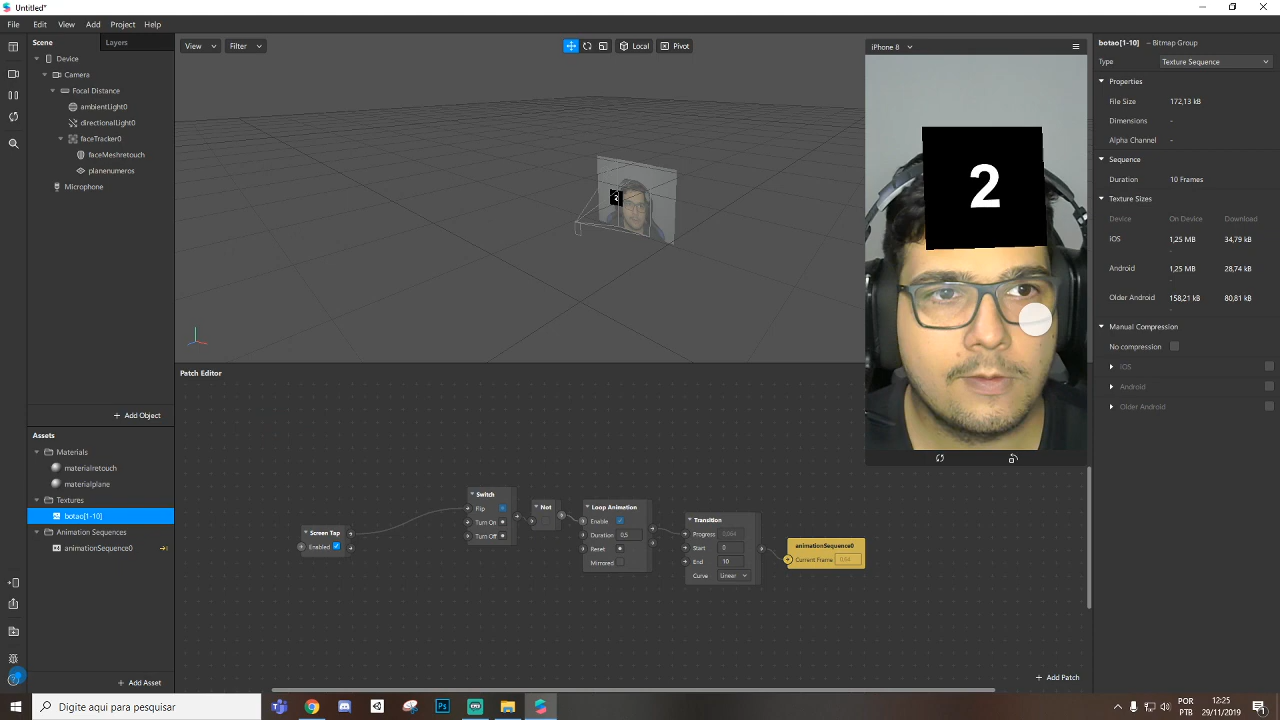 Untitled*
File Edit View Add Project Help
Scene Layers
Device
Camera
Focal Distance
ambientLight0
directionalLight0
faceTracker0
faceMeshretouch
planenumeros
Microphone
Add Object
Assets
Materials
materialretouch
materialplane
Textures
botao[1-10]
Animation Sequences
animationSequence0
Add Asset
View Filter Local Pivot
iPhone 8
2
Patch Editor
Screen Tap
Enabled
Switch
Flip
Turn On
Turn Off
Not
Loop Animation
Enable
Duration 0,5
Reset
Mirrored
Transition
Progress 0,064
Start 0
End 10
Curve Linear
animationSequence0
Current Frame 0,64
Add Patch
botao[1-10] – Bitmap Group
Type Texture Sequence
Properties
File Size 172,13 kB
Dimensions -
Alpha Channel -
Sequence
Duration 10 Frames
Texture Sizes
Device On Device Download
iOS 1,25 MB 34,79 kB
-
Android 1,25 MB 28,74 kB
-
Older Android 158,21 kB 80,81 kB
-
Manual Compression
No compression
iOS
Android
Older Android
Digite aqui para pesquisar
POR
PTB
12:25
29/11/2019